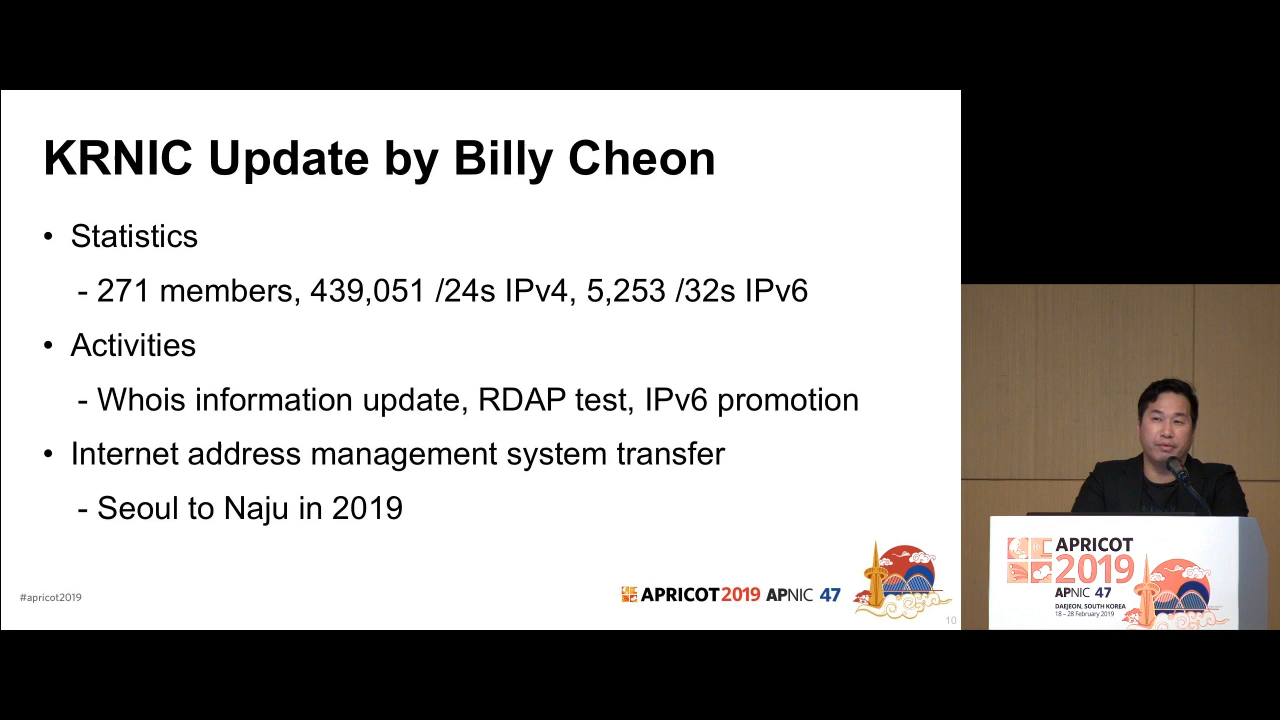 KRNIC Update by Billy Cheon
• Statistics
- 271 members, 439,051 /24s IPv4, 5,253 /32s IPv6
• Activities
- Whois information update, RDAP test, IPv6 promotion
• Internet address management system transfer
- Seoul to Naju in 2019
#apricot2019
APRICOT2019 APNIC 47
10
APRICOT
2019
APNIC 47
DAEJEON, SOUTH KOREA
18 – 28 February 2019